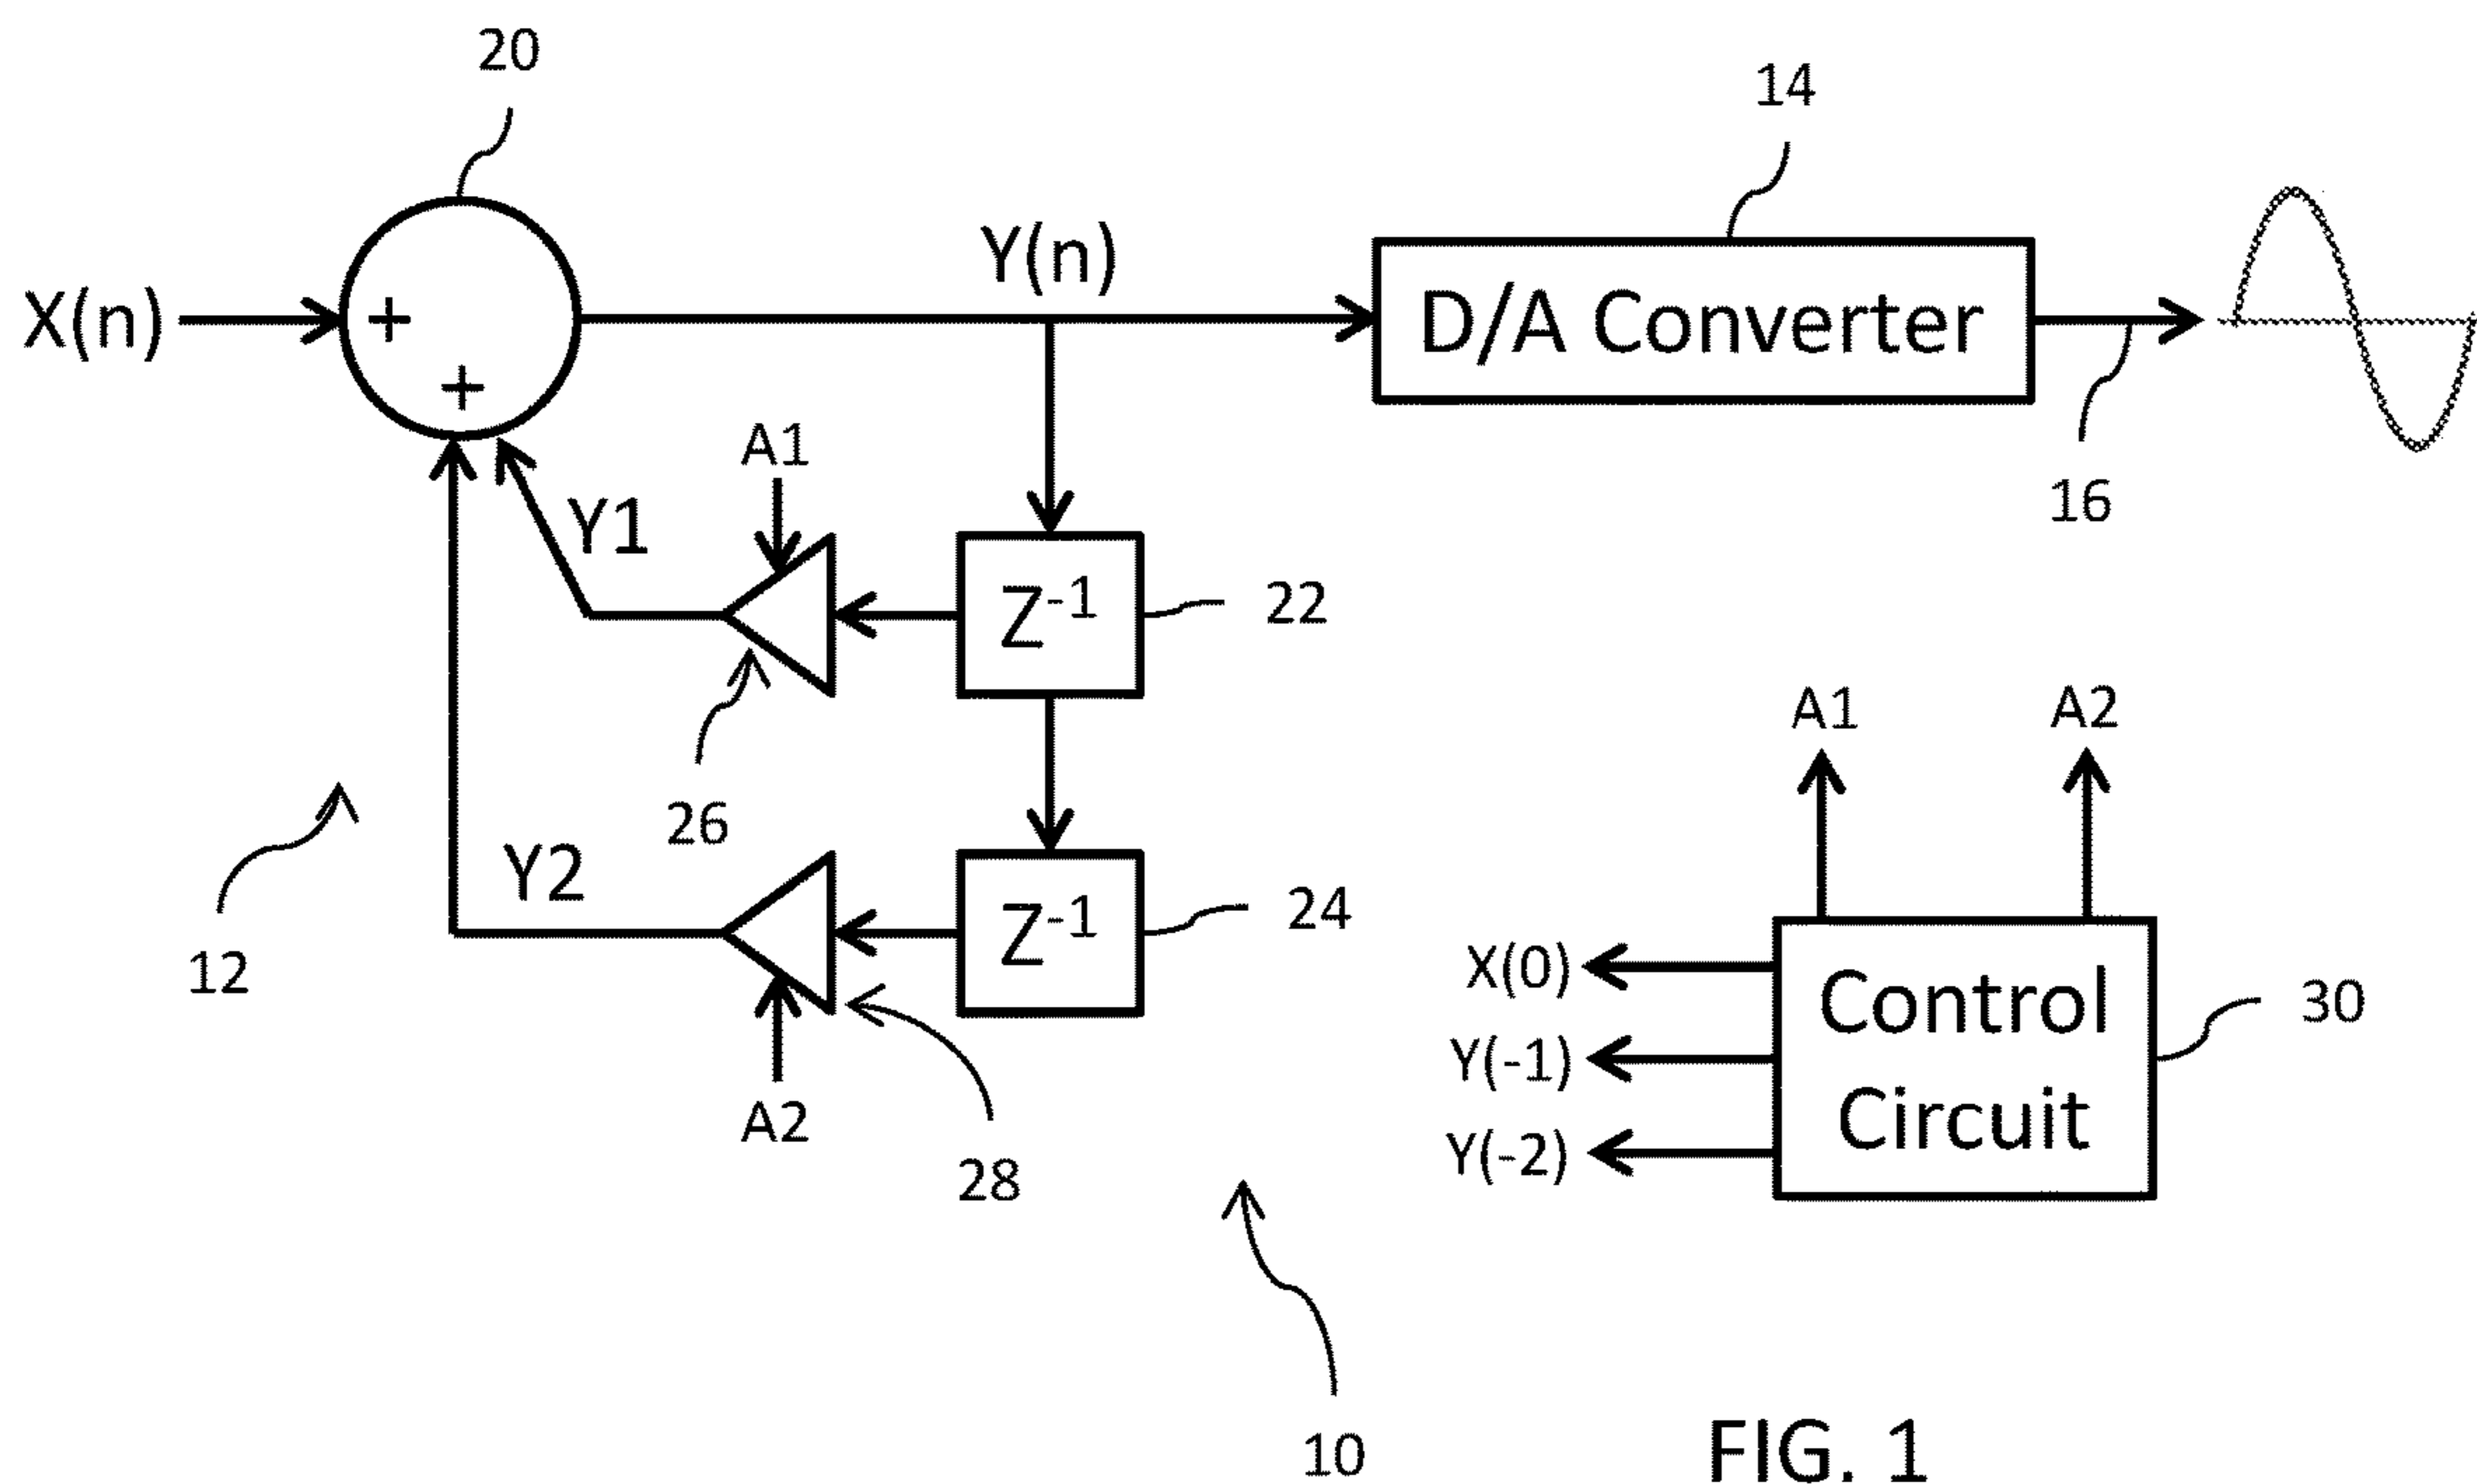 20
14
Y(n)
X(n)
+
+
D/A Converter
A1
16
Y1
Z-1
22
26
A1
A2
12
Y2
Z-1
24
X(0)
Y(-1)
Y(-2)
Control
Circuit
30
A2
28
10
FIG. 1